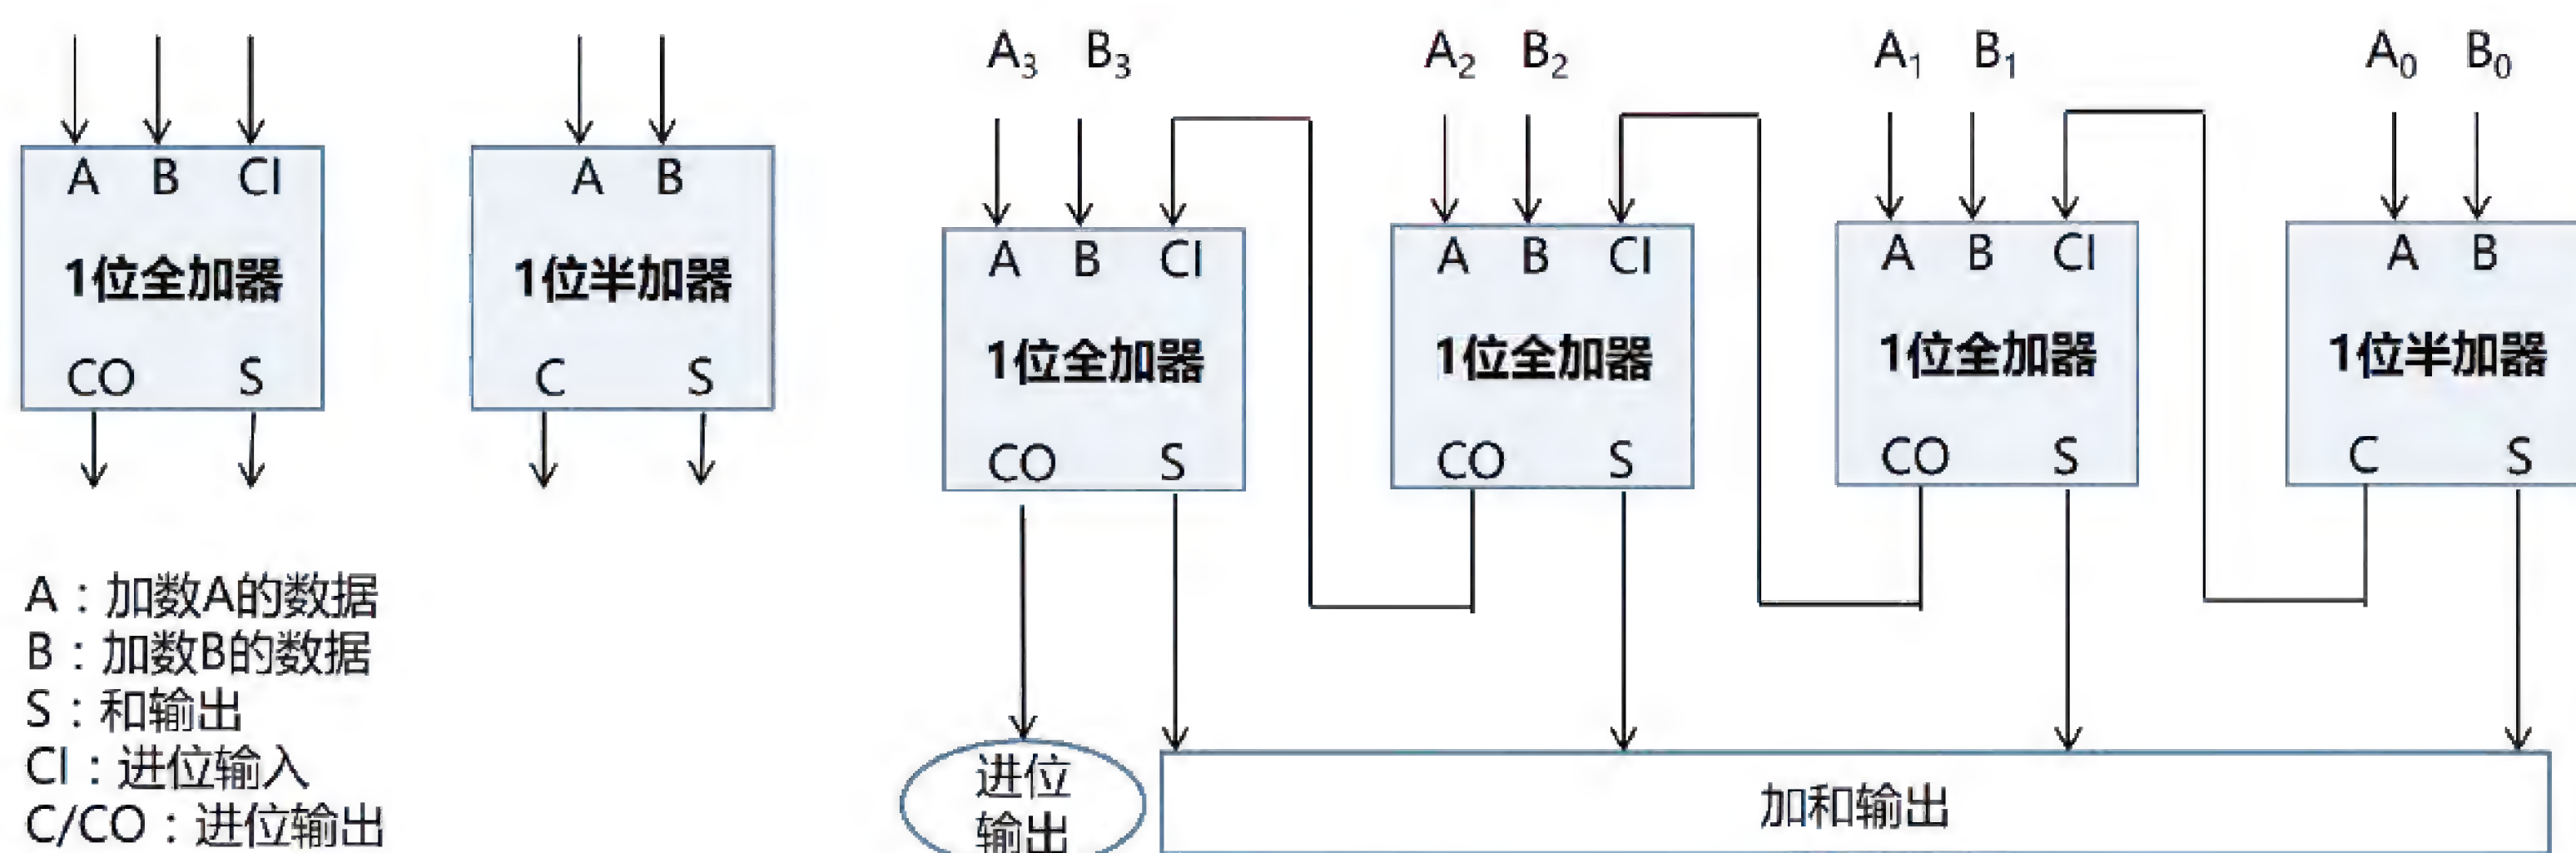 A B CI
1位全加器
CO S
A B
1位半加器
C S
A：加数A的数据
B：加数B的数据
S：和输出
CI：进位输入
C/CO：进位输出
A₃ B₃
A B CI
1位全加器
CO S
A₂ B₂
A B CI
1位全加器
CO S
A₁ B₁
A B CI
1位全加器
CO S
A₀ B₀
A B
1位半加器
C S
进位
输出
加和输出